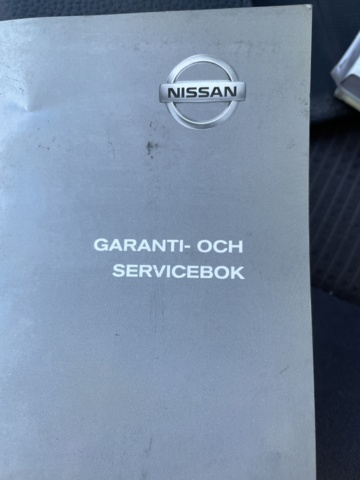 NISSAN
GARANTI- OCH
SERVICEBOK